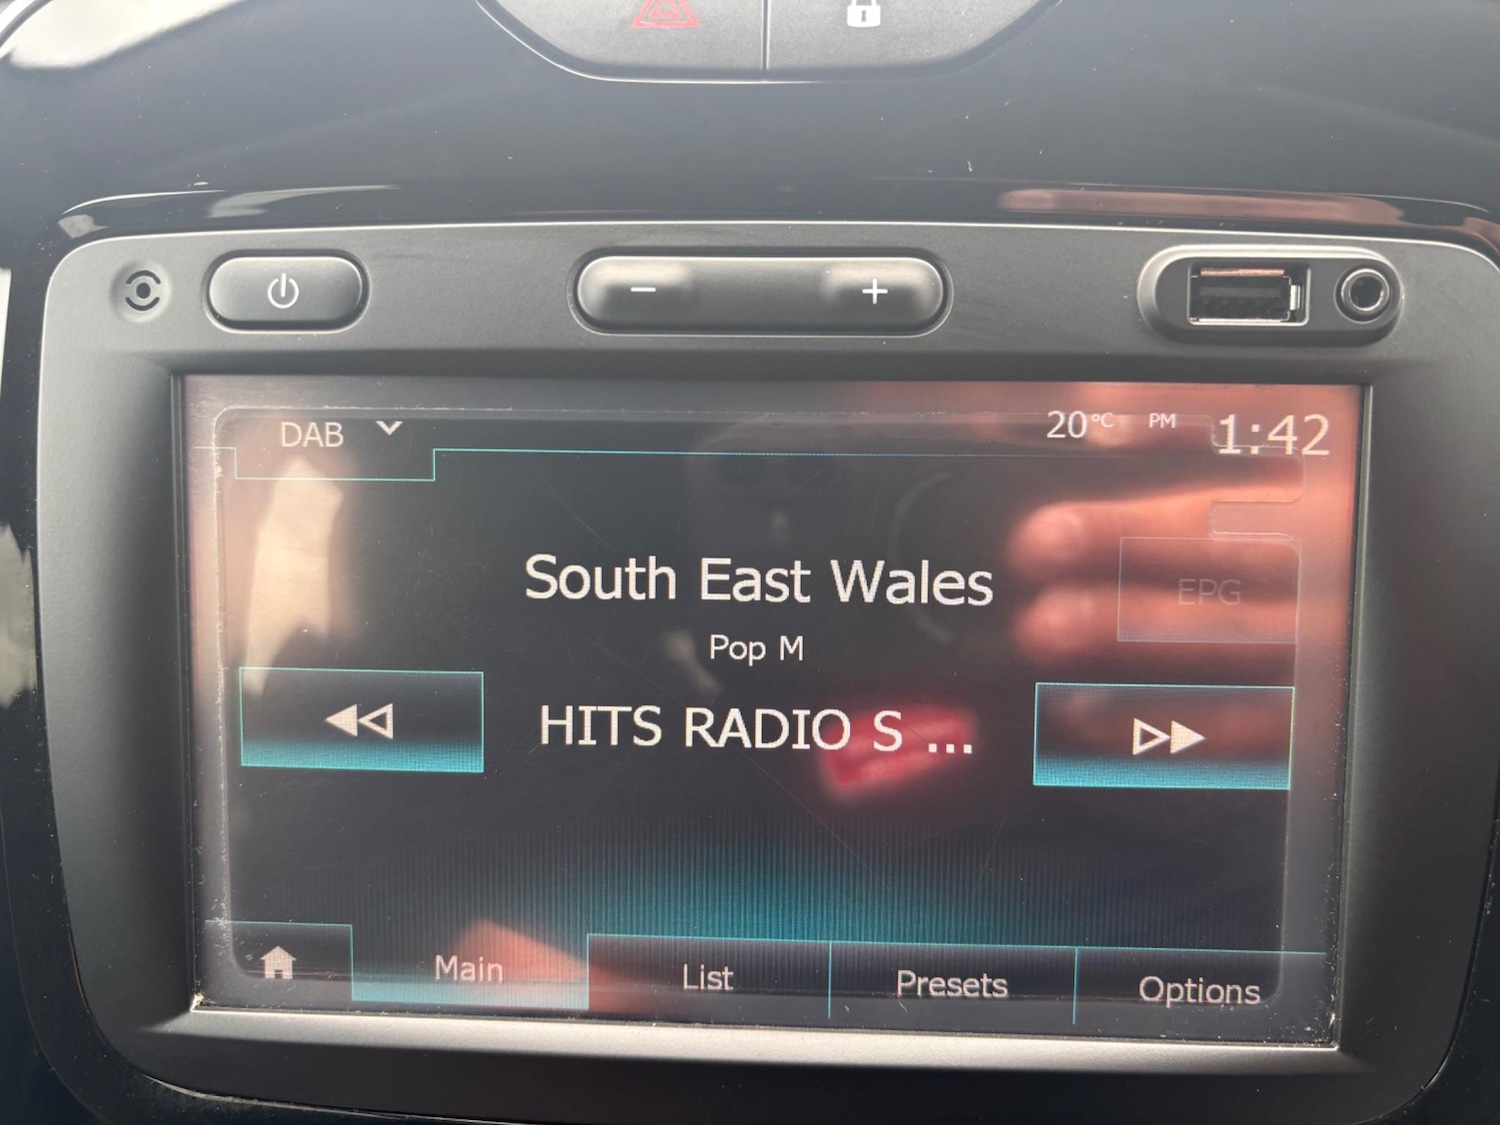 DAB
20°C PM 1:42
South East Wales
EPG
Pop M
HITS RADIO S ...
Main List Presets Options